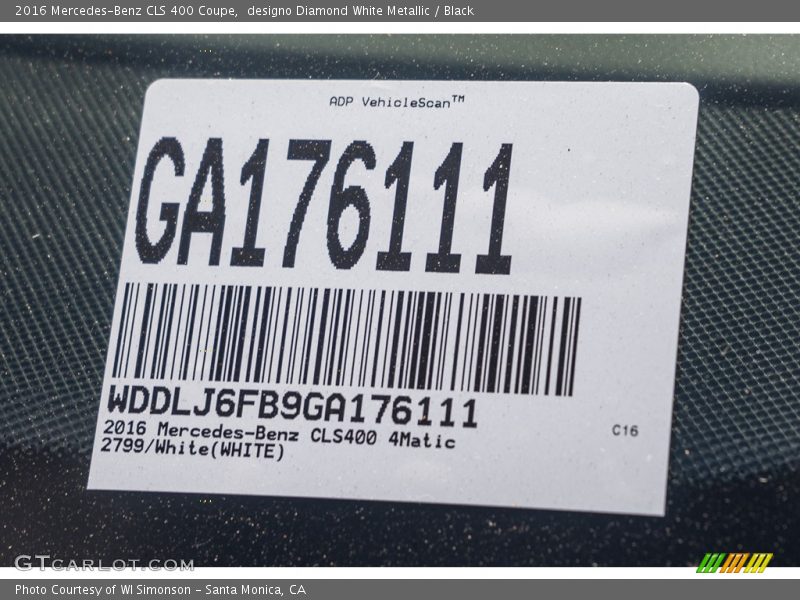 2016 Mercedes-Benz CLS 400 Coupe,  designo Diamond White Metallic / Black
ADP VehicleScan™
GA176111
WDDLJ6FB9GA176111
2016 Mercedes-Benz CLS400 4Matic
2799/White(WHITE)
C16
GTcarlot.com
Photo Courtesy of WI Simonson – Santa Monica, CA